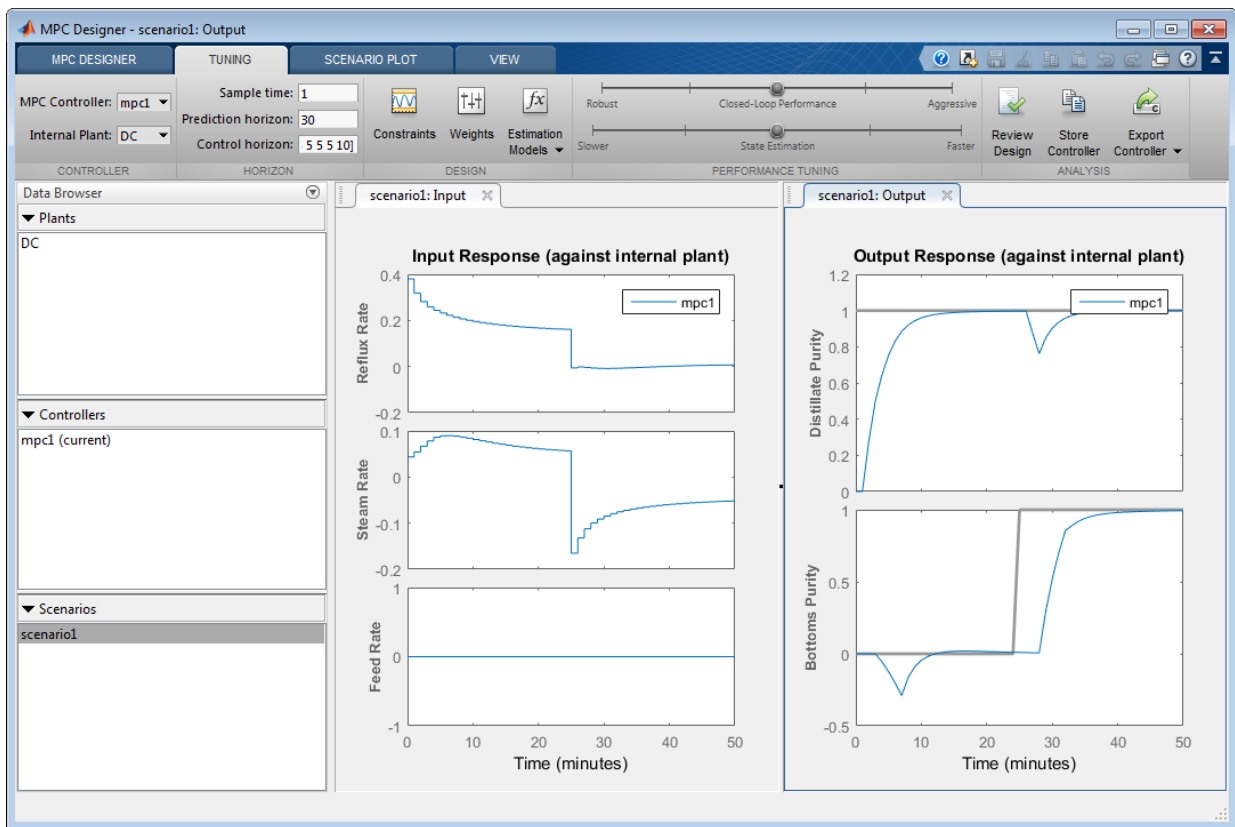 MPC Designer - scenario1: Output
MPC DESIGNER TUNING SCENARIO PLOT VIEW
MPC Controller: mpc1
Internal Plant: DC
CONTROLLER
Sample time: 1
Prediction horizon: 30
Control horizon: 5 5 5 10]
HORIZON
Constraints Weights Estimation Models
DESIGN
Robust Closed-Loop Performance Aggressive
Slower State Estimation Faster
PERFORMANCE TUNING
Review Design Store Controller Export Controller
ANALYSIS
Data Browser
Plants
DC
Controllers
mpc1 (current)
Scenarios
scenario1
scenario1: Input
Input Response (against internal plant)
mpc1
Reflux Rate
0.4
0.2
0
-0.2
Steam Rate
0.1
0
-0.1
-0.2
Feed Rate
1
0
-1
0 10 20 30 40 50
Time (minutes)
scenario1: Output
Output Response (against internal plant)
mpc1
Distillate Purity
1.2
1
0.8
0.6
0.4
0.2
0
Bottoms Purity
1
0.5
0
-0.5
0 10 20 30 40 50
Time (minutes)